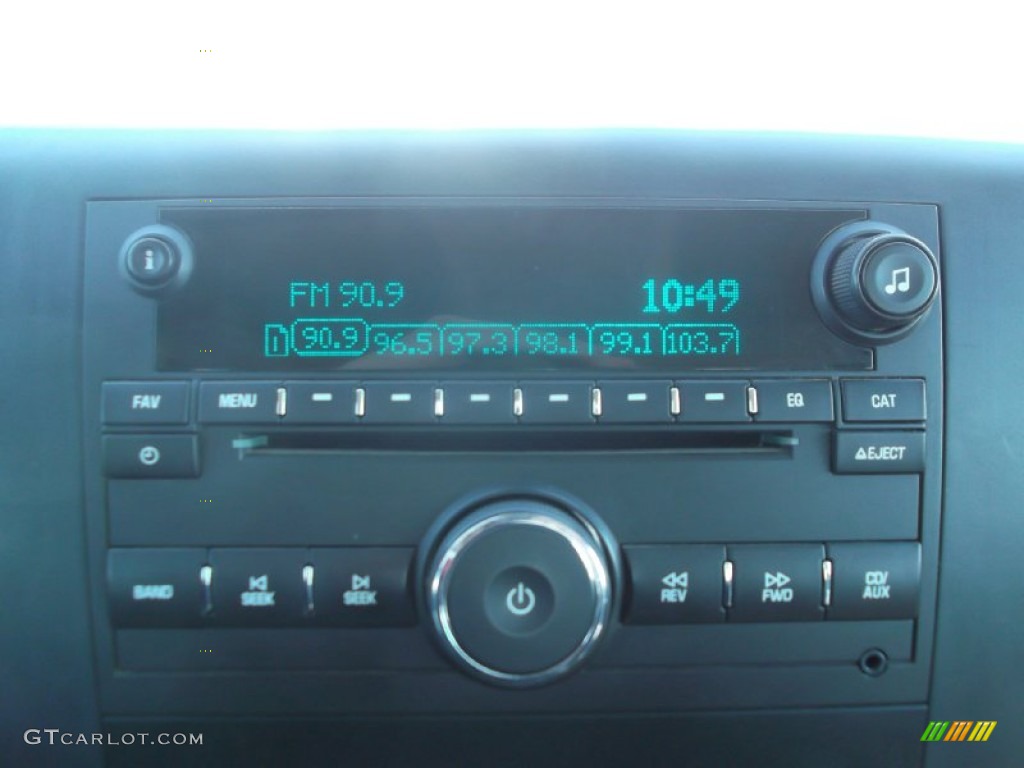 FM 90.9 10:49
1 90.9 96.5 97.3 98.1 99.1 103.7
FAV MENU EQ CAT
EJECT
BAND SEEK SEEK REV FWD CD/
AUX
GTCARLOT.COM